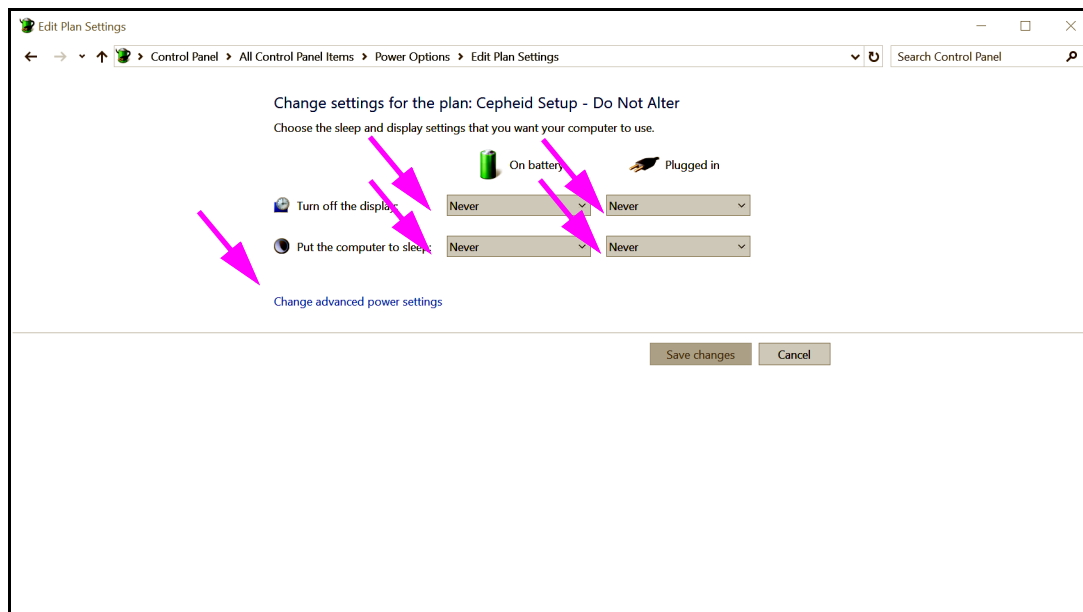 Edit Plan Settings
Control Panel > All Control Panel Items > Power Options > Edit Plan Settings Search Control Panel
Change settings for the plan: Cepheid Setup - Do Not Alter
Choose the sleep and display settings that you want your computer to use.
On battery Plugged in
Turn off the display: Never Never
Put the computer to sleep: Never Never
Change advanced power settings
Save changes Cancel